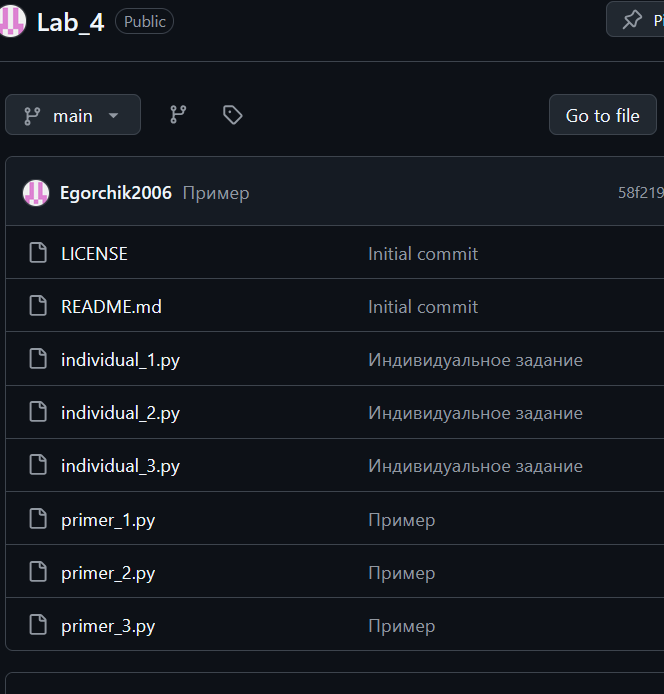 Lab_4 Public
main Go to file
Egorchik2006 Пример 58f219
LICENSE Initial commit
README.md Initial commit
individual_1.py Индивидуальное задание
individual_2.py Индивидуальное задание
individual_3.py Индивидуальное задание
primer_1.py Пример
primer_2.py Пример
primer_3.py Пример